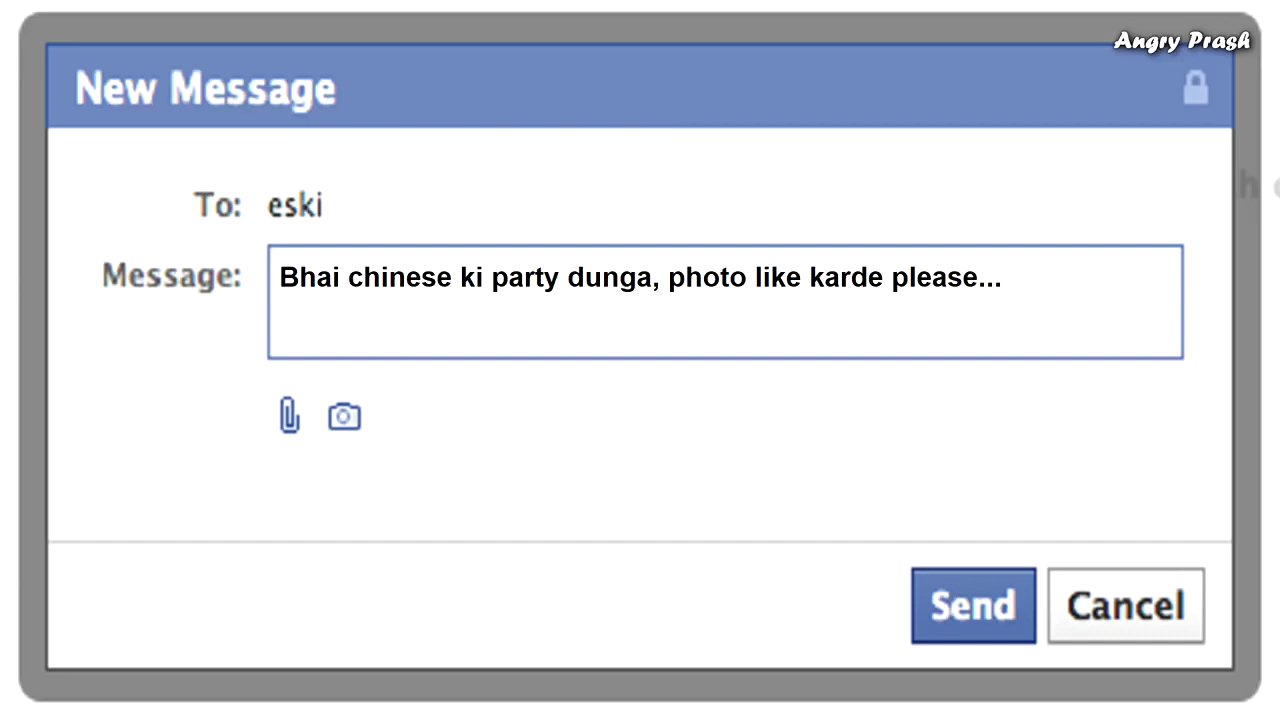 Angry Prash
New Message
To: eski
Message: Bhai chinese ki party dunga, photo like karde please...
Send Cancel